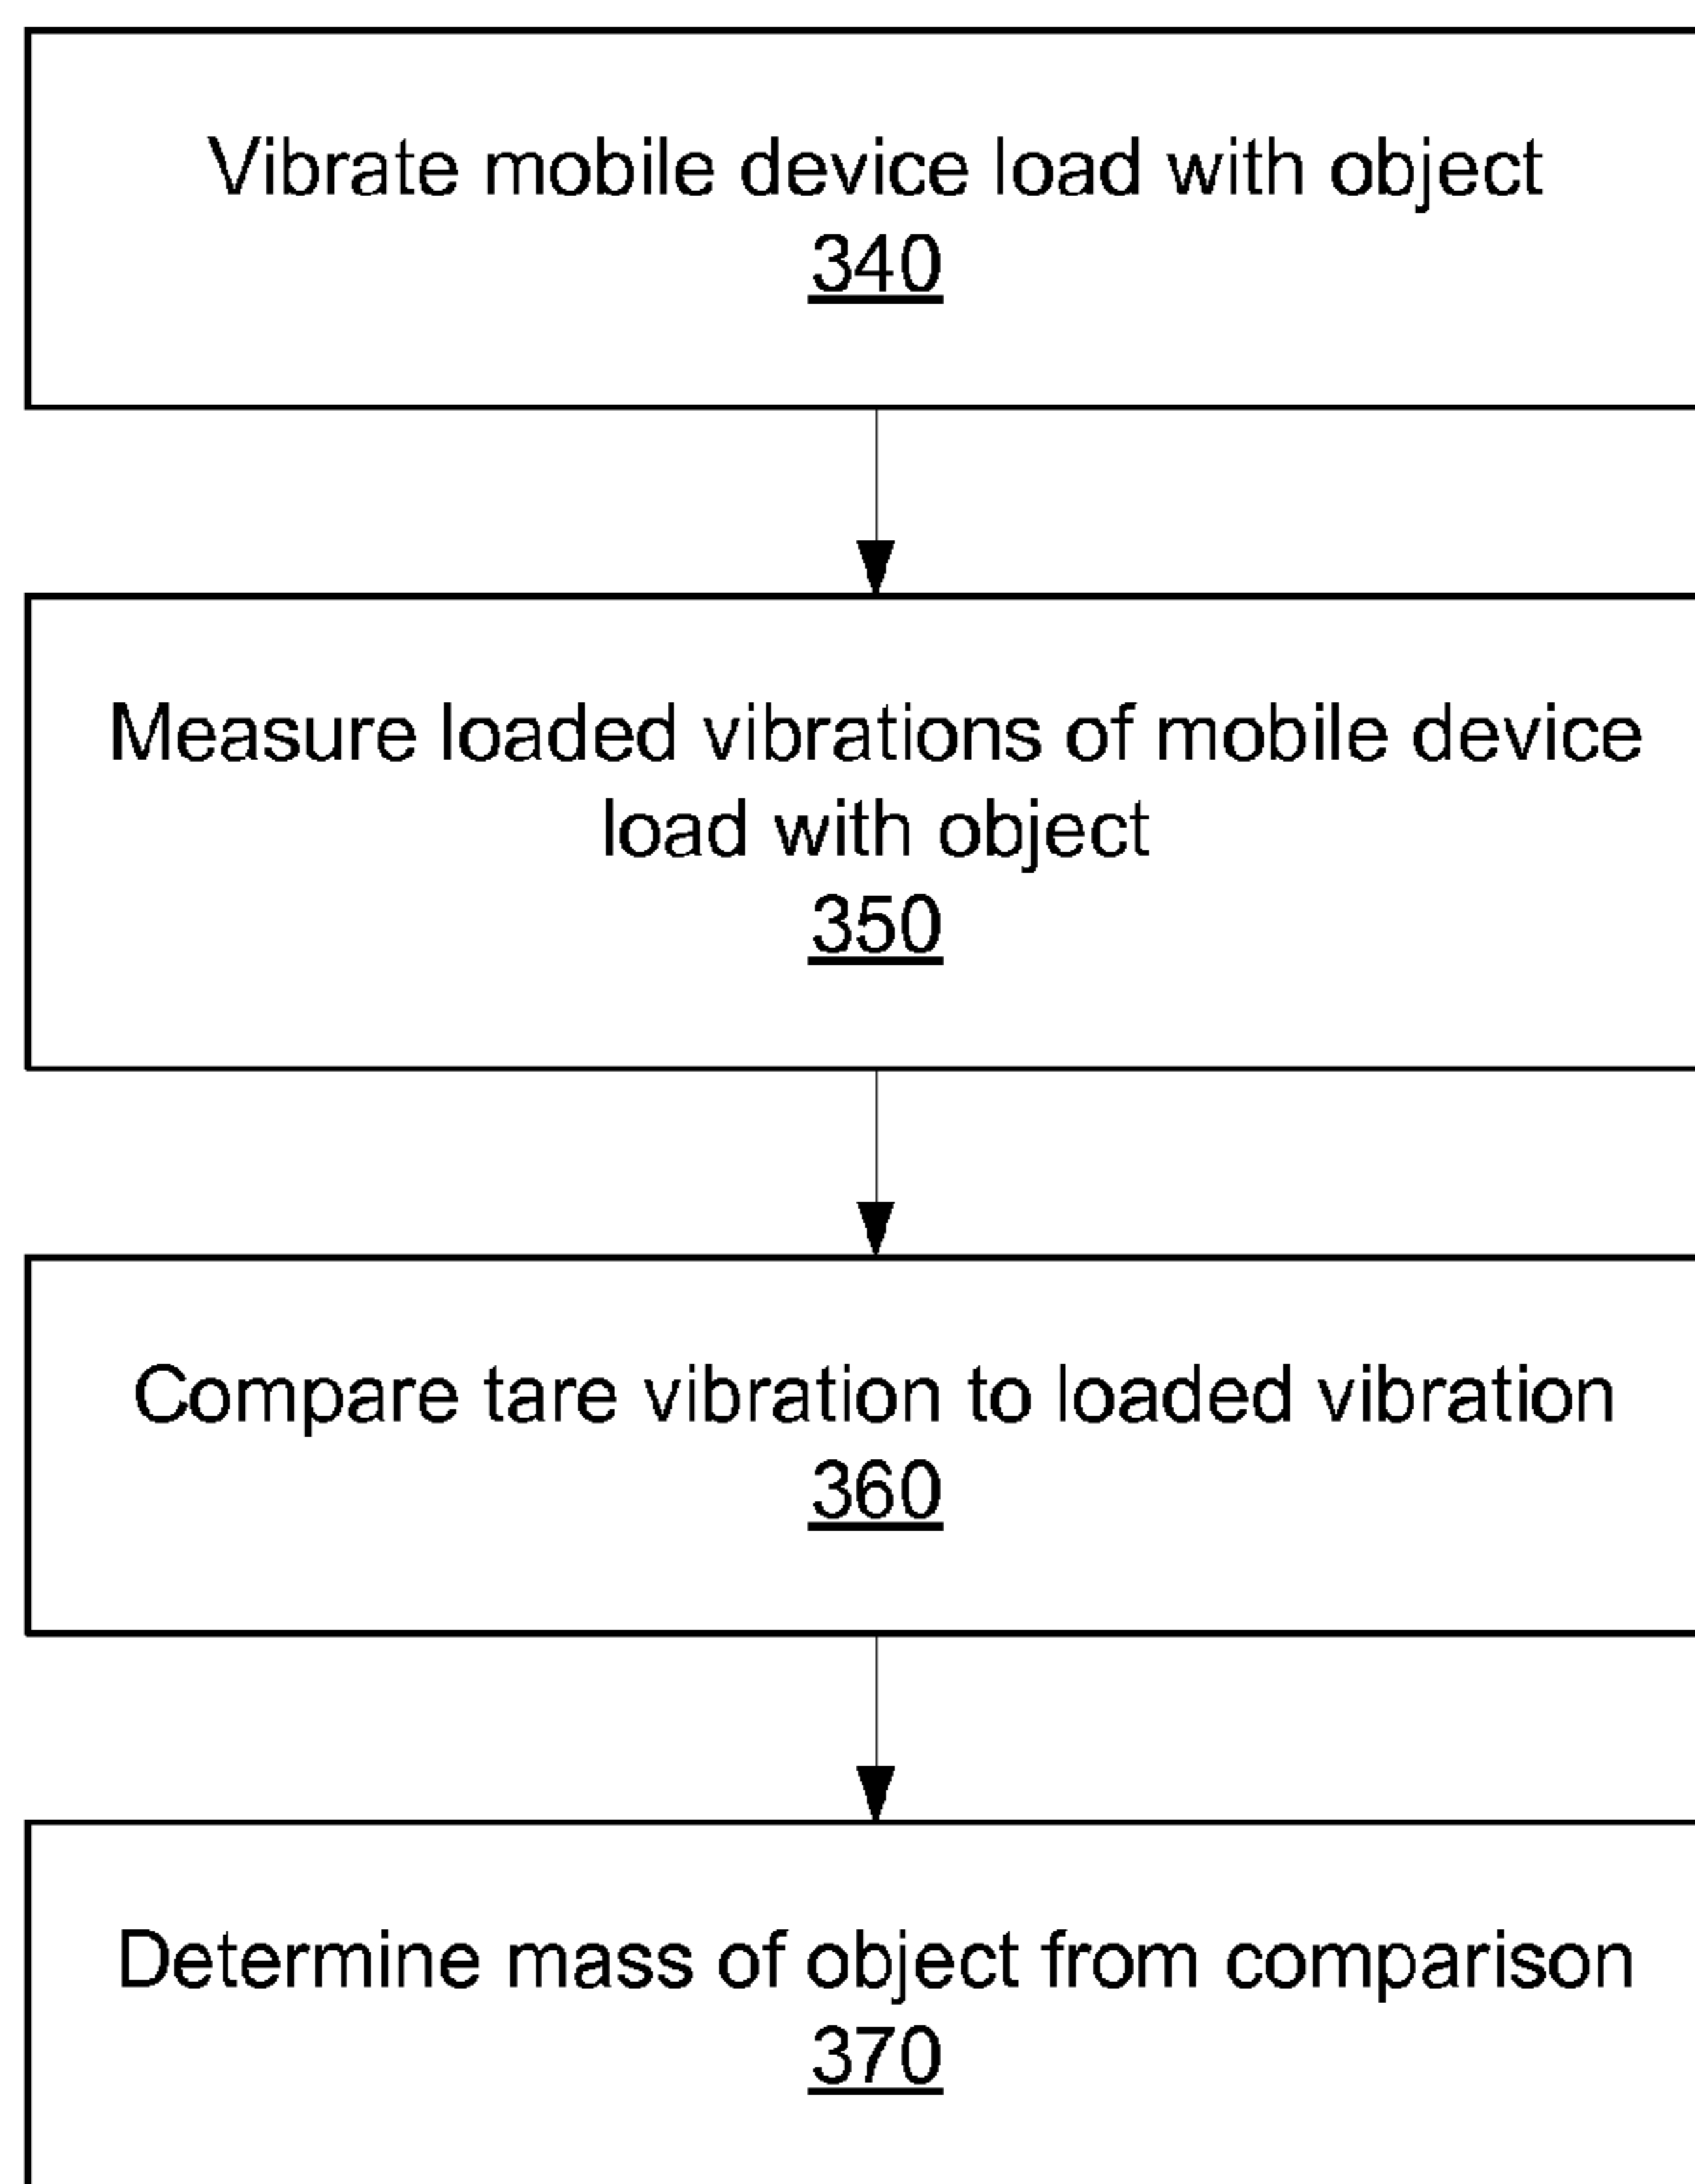 Vibrate mobile device load with object
340
Measure loaded vibrations of mobile device
load with object
350
Compare tare vibration to loaded vibration
360
Determine mass of object from comparison
370